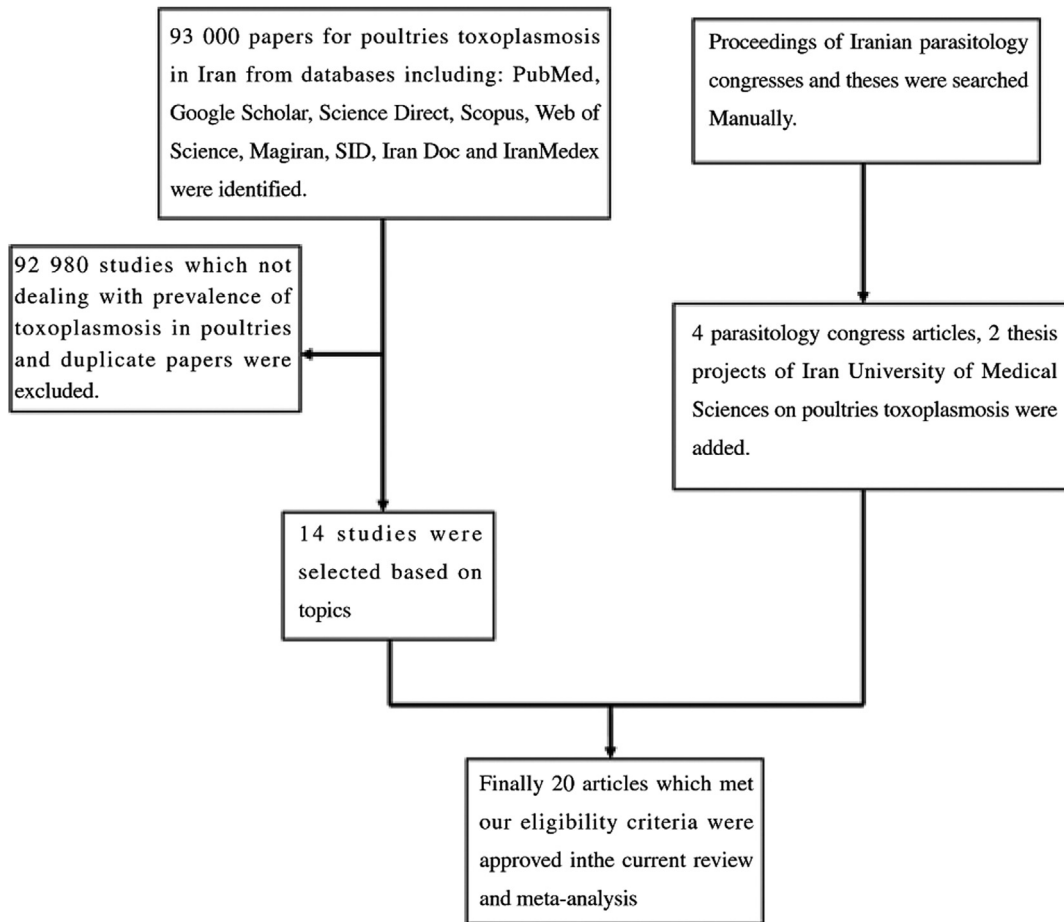 93 000 papers for poultries toxoplasmosis
in Iran from databases including: PubMed,
Google Scholar, Science Direct, Scopus, Web of
Science, Magiran, SID, Iran Doc and IranMedex
were identified.
Proceedings of Iranian parasitology
congresses and theses were searched
Manually.
92 980 studies which not
dealing with prevalence of
toxoplasmosis in poultries
and duplicate papers were
excluded.
4 parasitology congress articles, 2 thesis
projects of Iran University of Medical
Sciences on poultries toxoplasmosis were
added.
14 studies were
selected based on
topics
Finally 20 articles which met
our eligibility criteria were
approved inthe current review
and meta-analysis